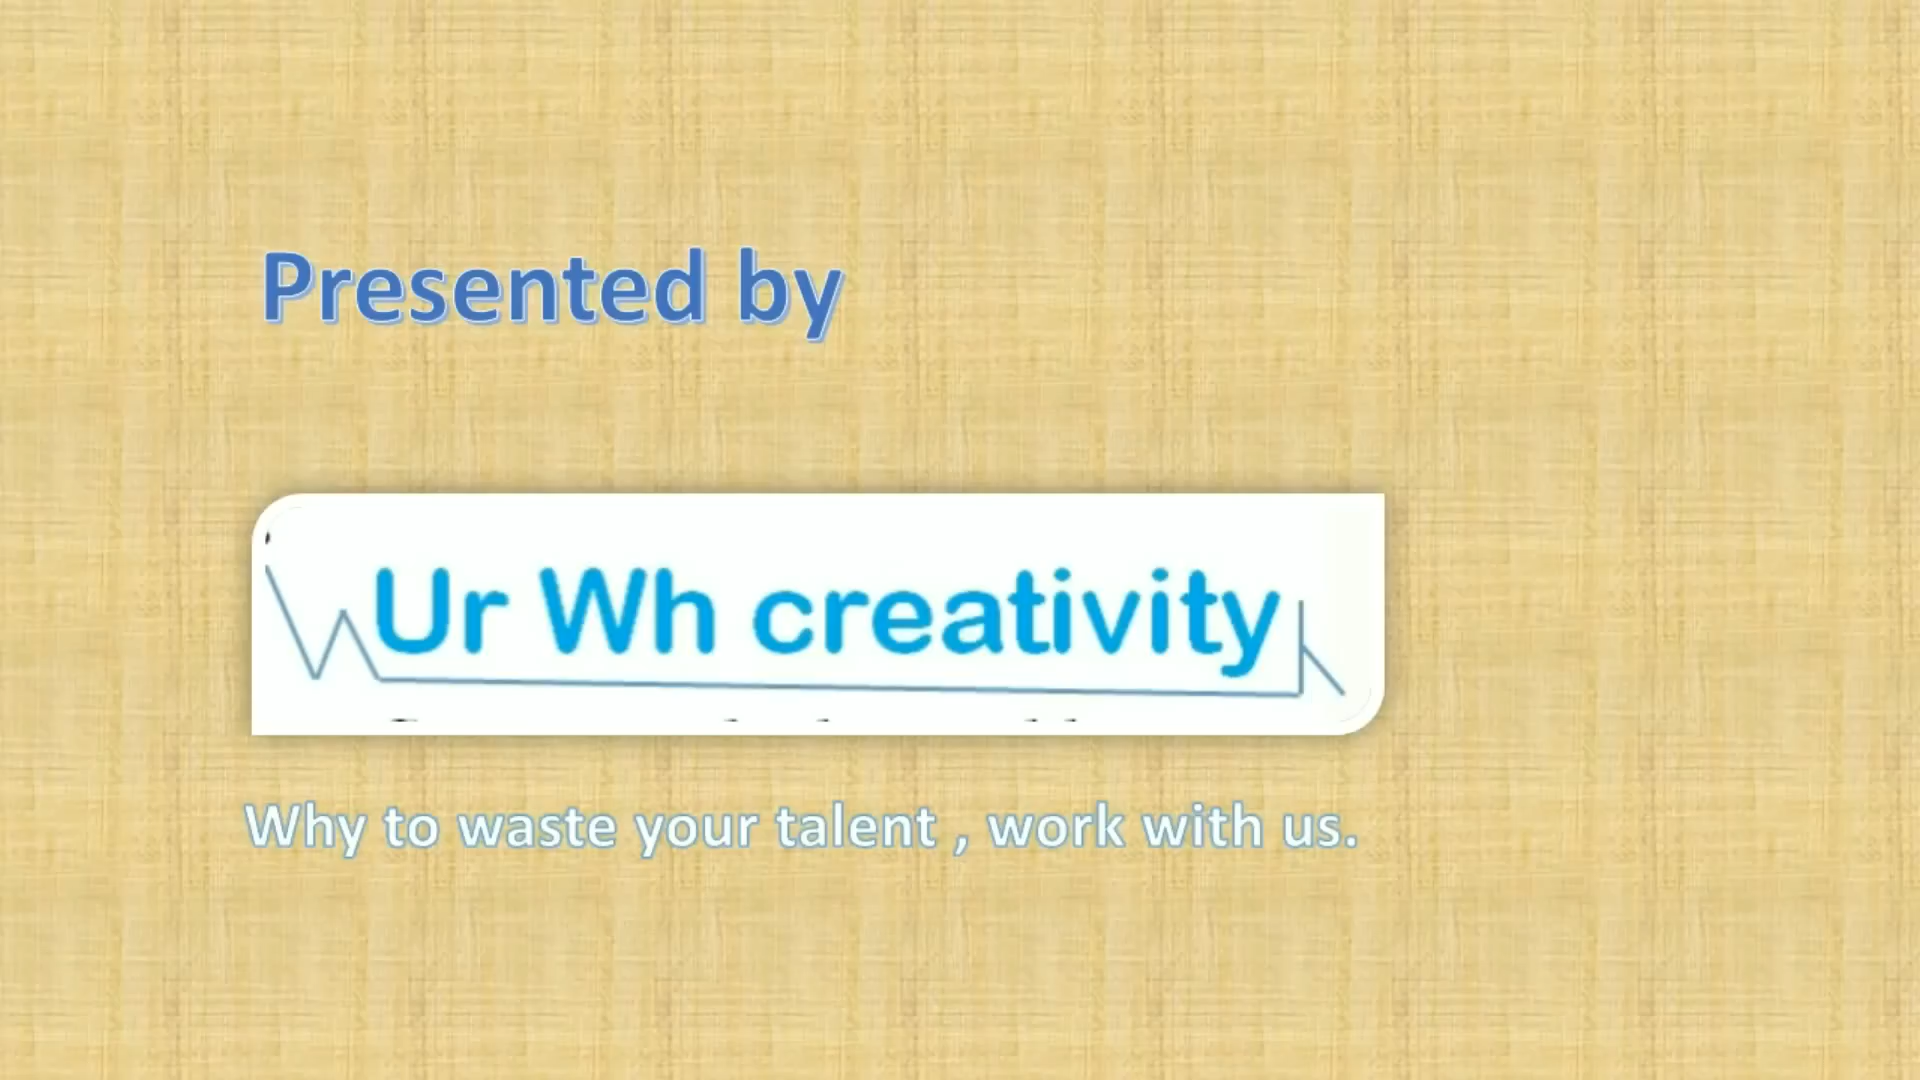 Presented by
Ur Wh creativity
Why to waste your talent , work with us.